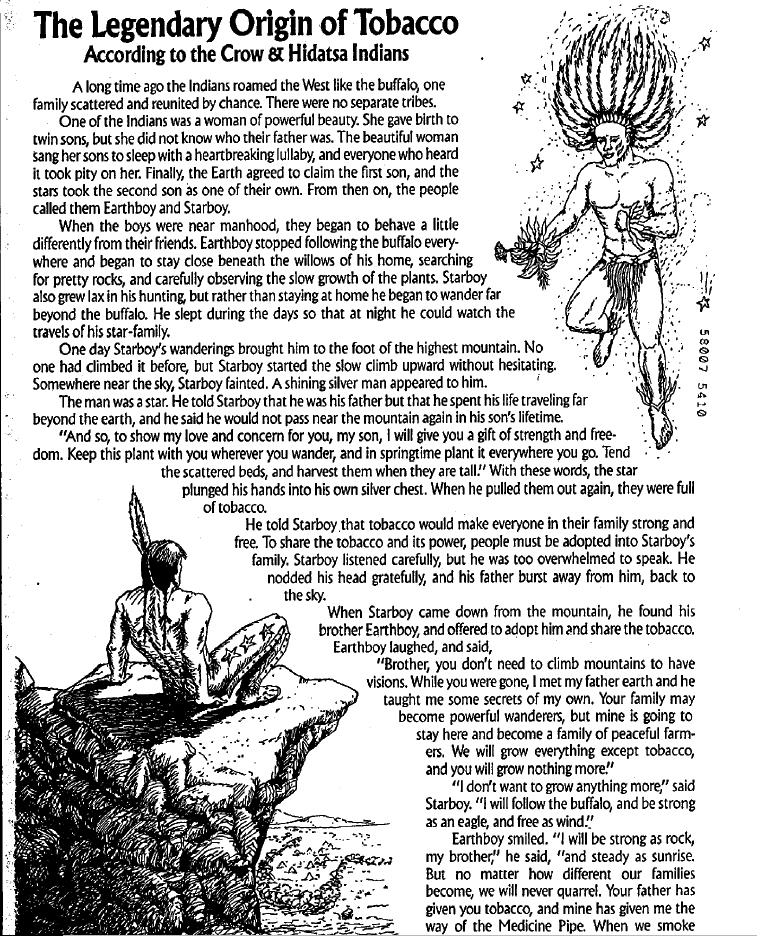 The Legendary Origin of Tobacco
According to the Crow & Hidatsa Indians
A long time ago the Indians roamed the West like the buffalo, one
family scattered and reunited by chance. There were no separate tribes.
One of the Indians was a woman of powerful beauty. She gave birth to
twin sons, but she did not know who their father was. The beautiful woman
sang her sons to sleep with a heartbreaking lullaby, and everyone who heard
it took pity on her. Finally, the Earth agreed to claim the first son, and the
stars took the second son as one of their own. From then on, the people
called them Earthboy and Starboy.
When the boys were near manhood, they began to behave a little
differently from their friends. Earthboy stopped following the buffalo every-
where and began to stay close beneath the willows of his home, searching
for pretty rocks, and carefully observing the slow growth of the plants. Starboy
also grew lax in his hunting, but rather than staying at home he began to wander far
beyond the buffalo. He slept during the days so that at night he could watch the
travels of his star-family.
One day Starboy's wanderings brought him to the foot of the highest mountain. No
one had climbed it before, but Starboy started the slow climb upward without hesitating.
Somewhere near the sky, Starboy fainted. A shining silver man appeared to him.
The man was a star. He told Starboy that he was his father but that he spent his life traveling far
beyond the earth, and he said he would not pass near the mountain again in his son's lifetime.
"And so, to show my love and concern for you, my son, I will give you a gift of strength and free-
dom. Keep this plant with you wherever you wander, and in springtime plant it everywhere you go. Tend
the scattered beds, and harvest them when they are tall." With these words, the star
plunged his hands into his own silver chest. When he pulled them out again, they were full
of tobacco.
He told Starboy that tobacco would make everyone in their family strong and
free. To share the tobacco and its power, people must be adopted into Starboy's
family. Starboy listened carefully, but he was too overwhelmed to speak. He
nodded his head gratefully, and his father burst away from him, back to
the sky.
When Starboy came down from the mountain, he found his
brother Earthboy, and offered to adopt him and share the tobacco.
Earthboy laughed, and said,
"Brother, you don't need to climb mountains to have
visions. While you were gone, I met my father earth and he
taught me some secrets of my own. Your family may
become powerful wanderers, but mine is going to
stay here and become a family of peaceful farm-
ers. We will grow everything except tobacco,
and you will grow nothing more."
"I don't want to grow anything more," said
Starboy. "I will follow the buffalo, and be strong
as an eagle, and free as wind."
Earthboy smiled. "I will be strong as rock,
my brother," he said, "and steady as sunrise.
But no matter how different our families
become, we will never quarrel. Your father has
given you tobacco, and mine has given me the
way of the Medicine Pipe. When we smoke
58007 5410